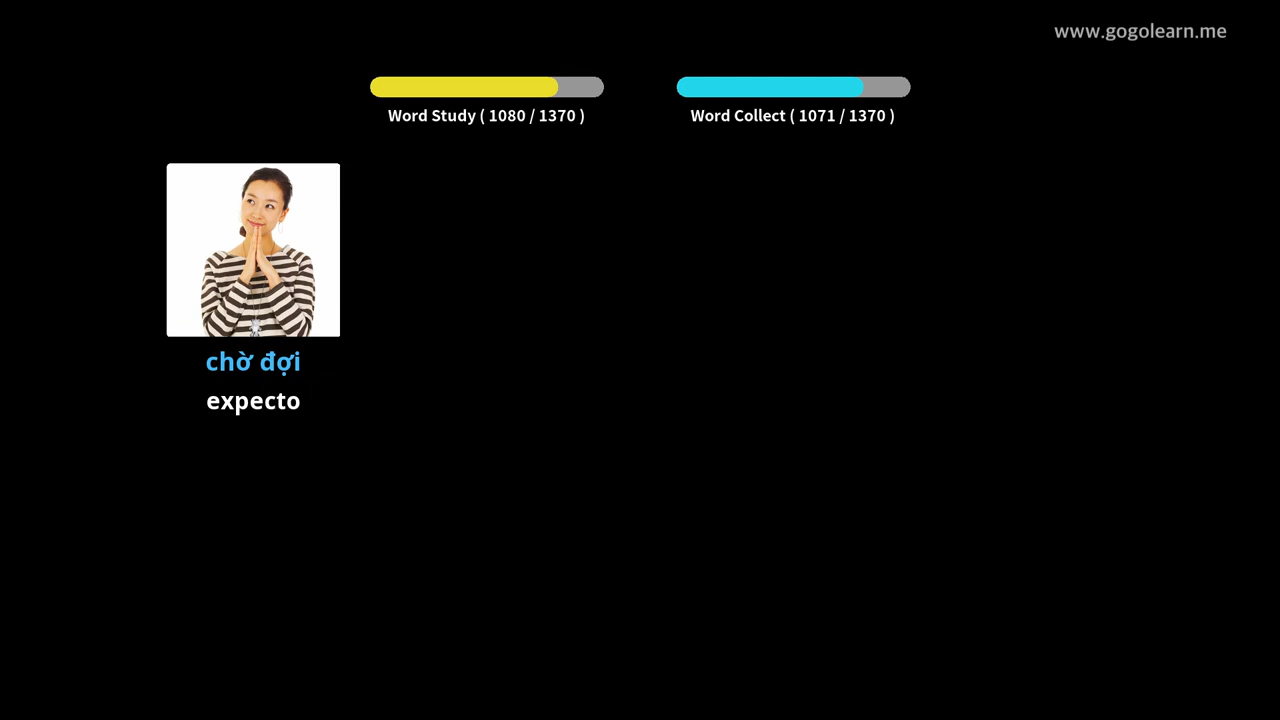 www.gogolearn.me
Word Study ( 1080 / 1370 )
Word Collect ( 1071 / 1370 )
chờ đợi
expecto